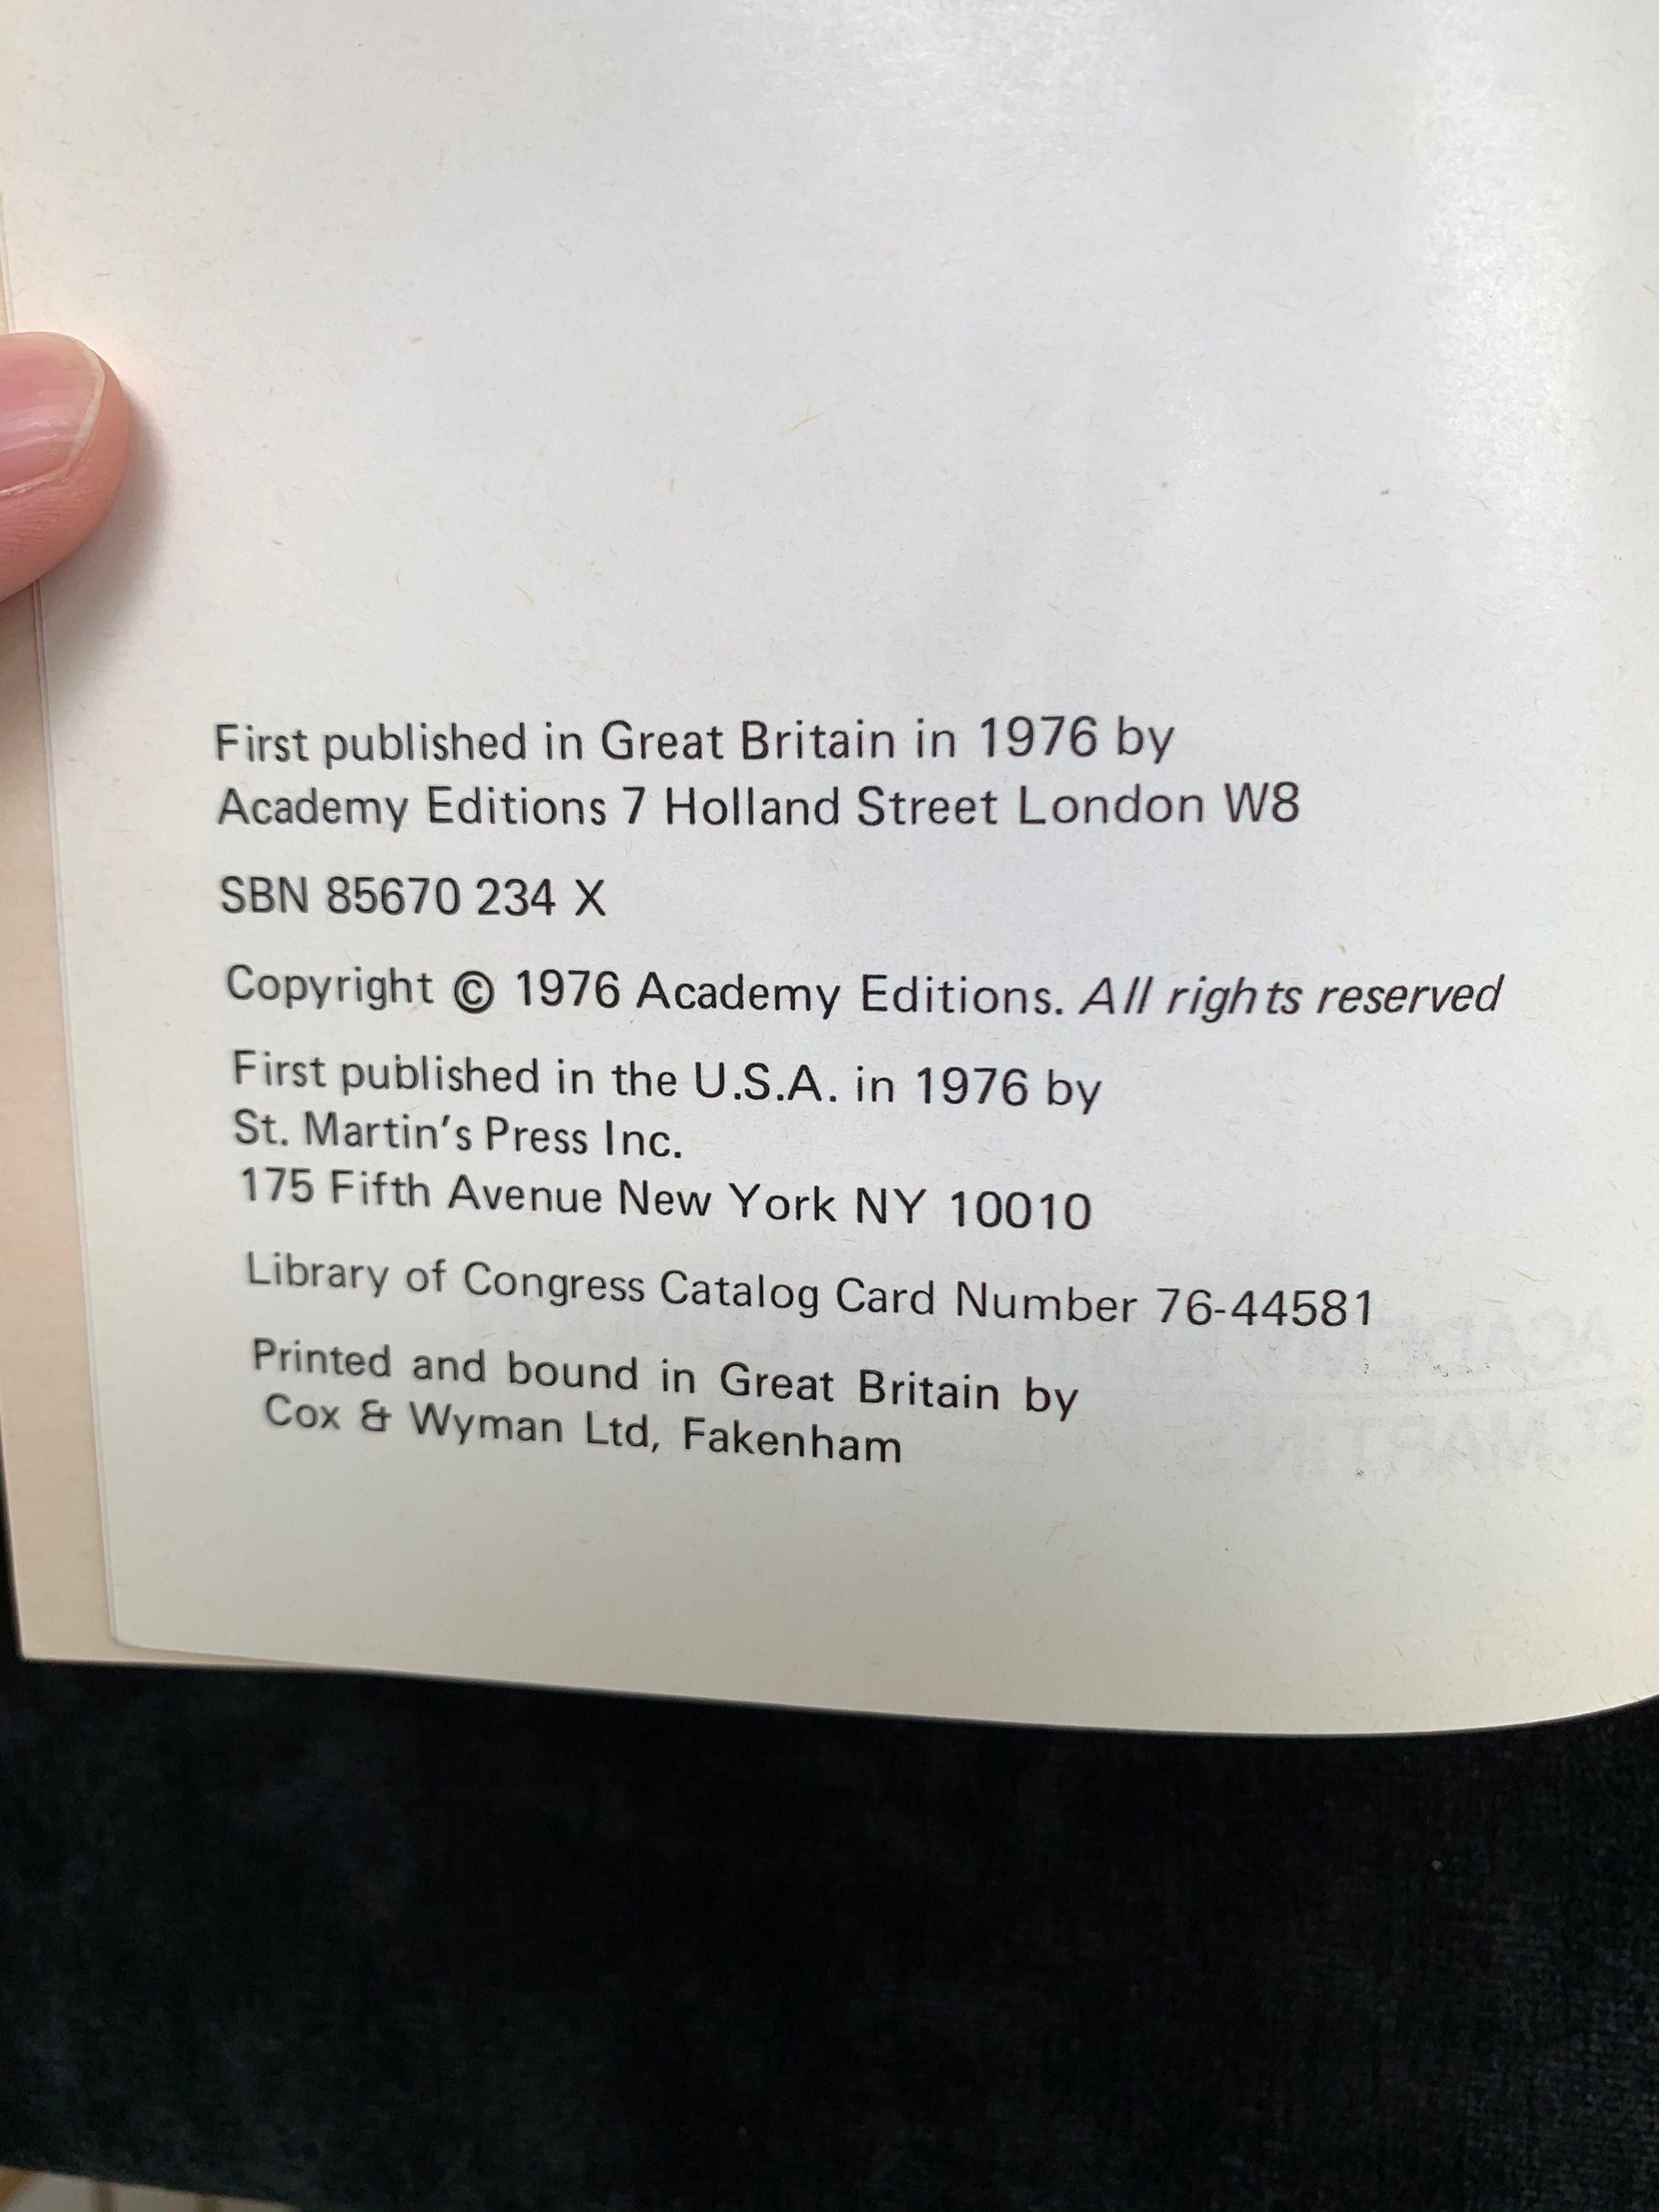 First published in Great Britain in 1976 by
Academy Editions 7 Holland Street London W8
SBN 85670 234 X
Copyright © 1976 Academy Editions. All rights reserved
First published in the U.S.A. in 1976 by
St. Martin's Press Inc.
175 Fifth Avenue New York NY 10010
Library of Congress Catalog Card Number 76-44581
Printed and bound in Great Britain by
Cox & Wyman Ltd, Fakenham